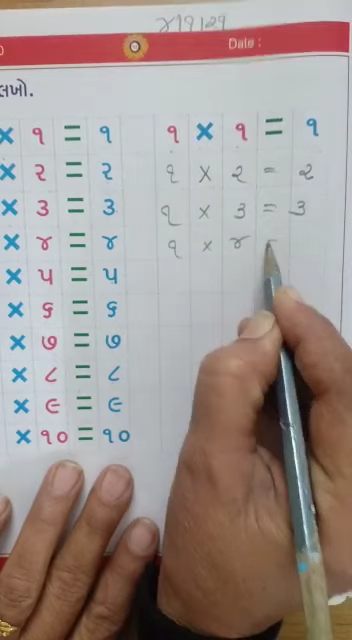 ૪/૧/૨૧
Date :
લખો.
× ૧ = ૧ ૧ × ૧ = ૧
× ૨ = ૨ ૧ × ૨ = ૨
× ૩ = ૩ ૧ × ૩ = ૩
× ૪ = ૪ ૧ × ૪ =
× ૫ = ૫
× ૬ = ૬
× ૭ = ૭
× ૮ = ૮
× ૯ = ૯
× ૧૦ = ૧૦